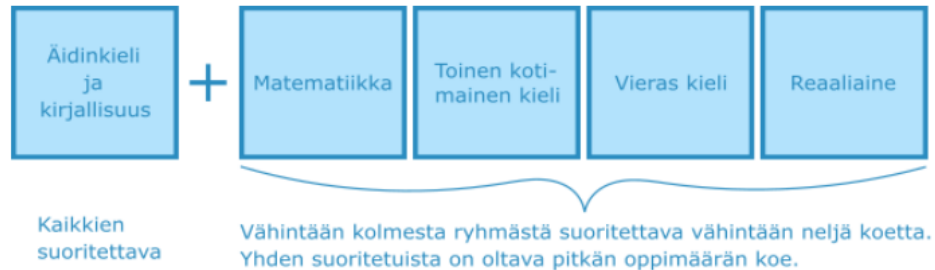 Äidinkieli
ja
kirjallisuus
+
Matematiikka
Toinen koti-
mainen kieli
Vieras kieli
Reaaliaine
Kaikkien
suoritettava
Vähintään kolmesta ryhmästä suoritettava vähintään neljä koetta.
Yhden suoritetuista on oltava pitkän oppimäärän koe.